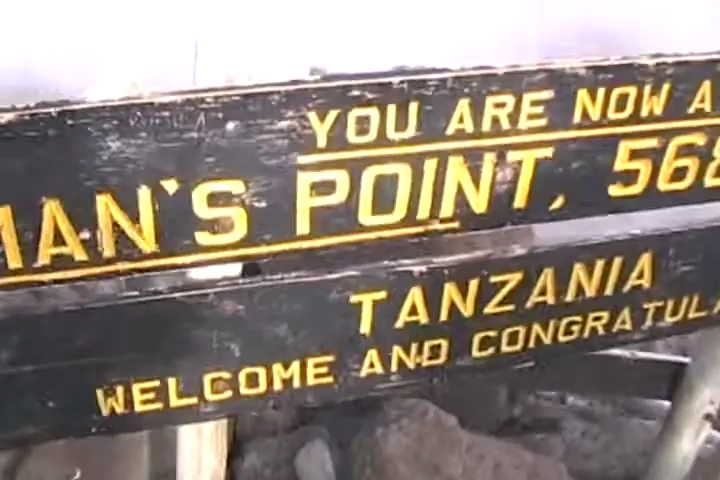 YOU ARE NOW A
MAN'S POINT, 568
TANZANIA
WELCOME AND CONGRATULA